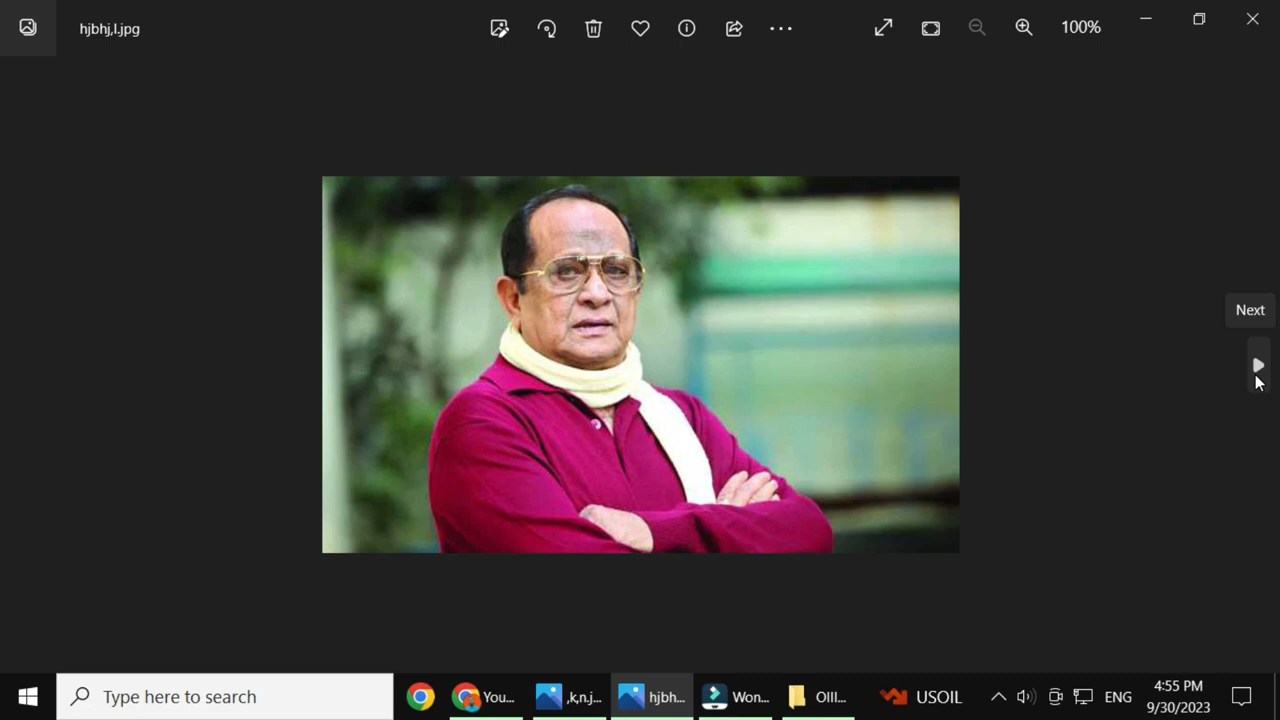 hjbhj,l.jpg
100%
Next
Type here to search
You...
,k,n.j...
hjbh...
Won...
OIII...
USOIL
ENG
4:55 PM
9/30/2023